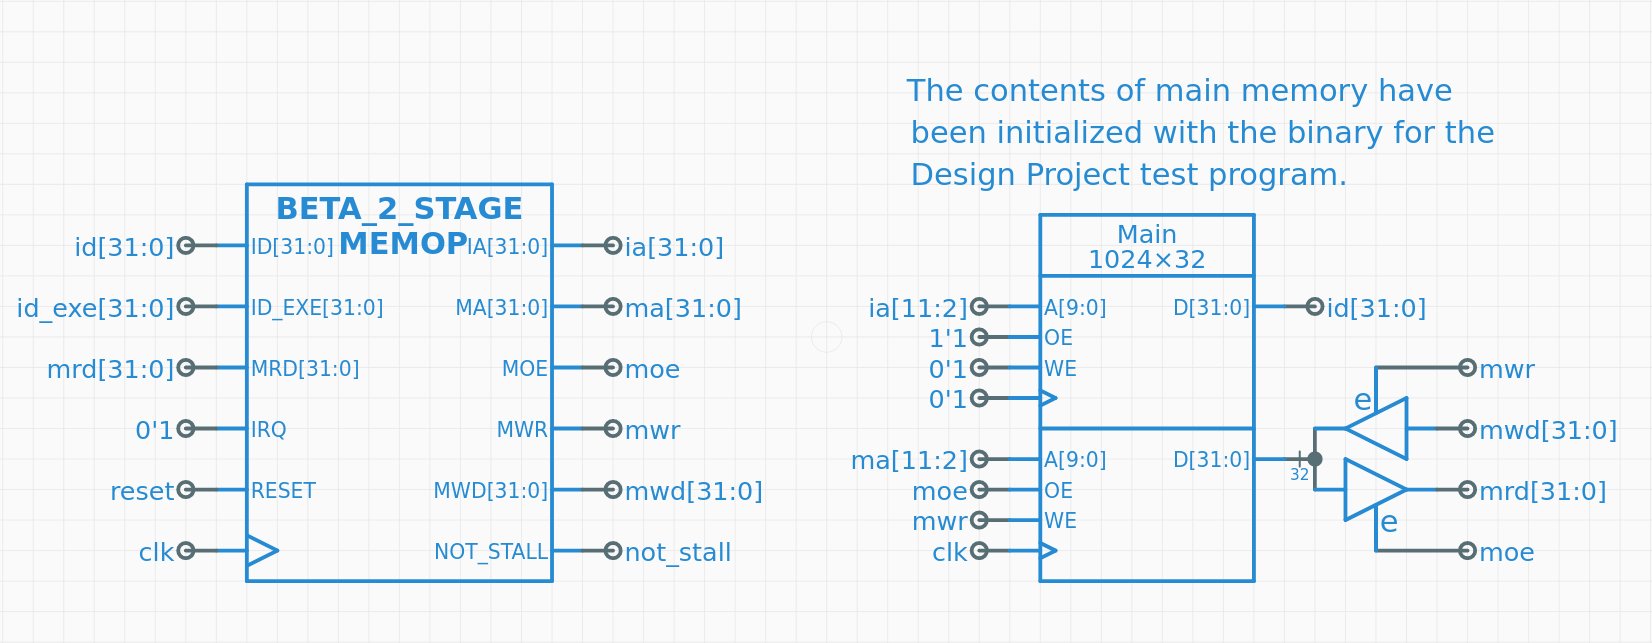 The contents of main memory have
been initialized with the binary for the
Design Project test program.
BETA_2_STAGE
MEMOP
id[31:0] ID[31:0] IA[31:0] ia[31:0]
id_exe[31:0] ID_EXE[31:0] MA[31:0] ma[31:0]
mrd[31:0] MRD[31:0] MOE moe
0'1 IRQ MWR mwr
reset RESET MWD[31:0] mwd[31:0]
clk NOT_STALL not_stall
Main
1024×32
ia[11:2] A[9:0] D[31:0] id[31:0]
1'1 OE
0'1 WE
0'1
ma[11:2] A[9:0] D[31:0] 32
moe OE
mwr WE
clk
mwr
e
mwd[31:0]
mrd[31:0]
e
moe